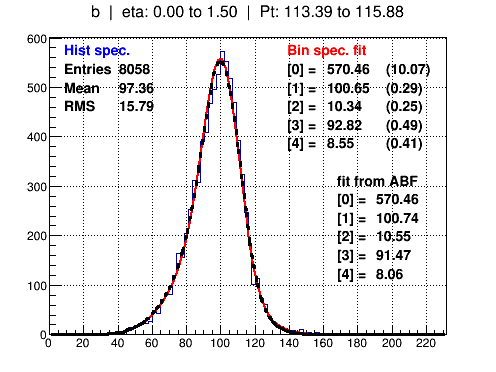 b | eta: 0.00 to 1.50 | Pt: 113.39 to 115.88
Hist spec.
Entries 8058
Mean 97.36
RMS 15.79
Bin spec. fit
[0] = 570.46 (10.07)
[1] = 100.65 (0.29)
[2] = 10.34 (0.25)
[3] = 92.82 (0.49)
[4] = 8.55 (0.41)
fit from ABF
[0] = 570.46
[1] = 100.74
[2] = 10.55
[3] = 91.47
[4] = 8.06
600
500
400
300
200
100
0
0 20 40 60 80 100 120 140 160 180 200 220